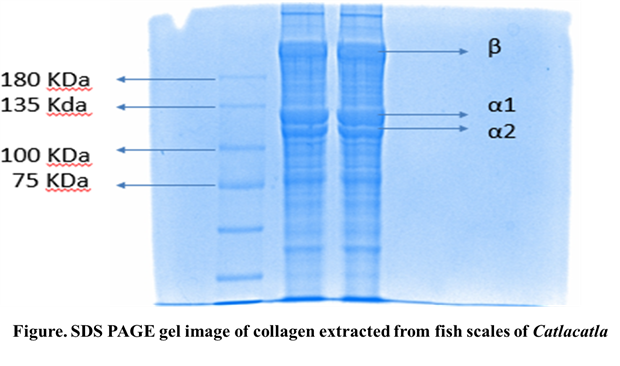 β
180 KDa
135 Kda
α1
α2
100 KDa
75 KDa
Figure. SDS PAGE gel image of collagen extracted from fish scales of Catlacatla